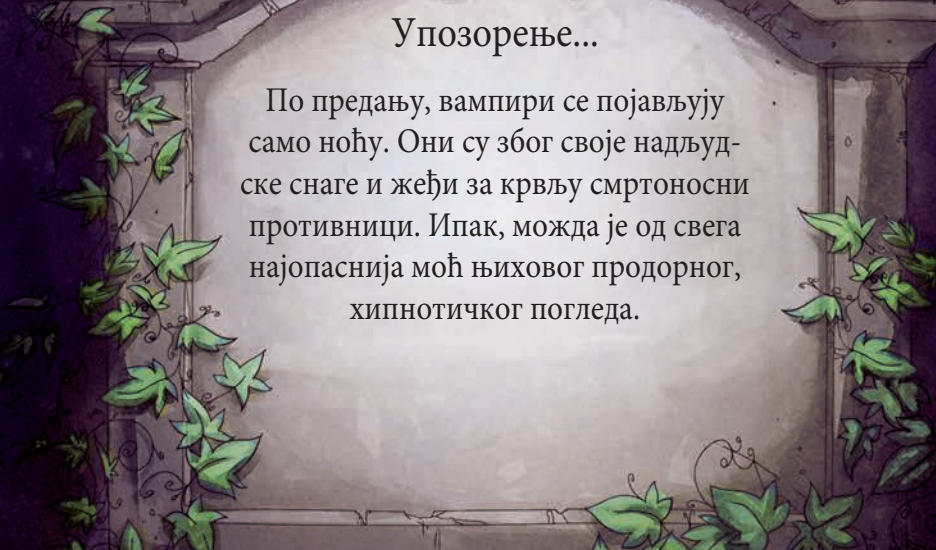 Упозорење...
По предању, вампири се појављују
само ноћу. Они су због своје надљуд-
ске снаге и жеђи за крвљу смртоносни
противници. Ипак, можда је од свега
најопаснија моћ њиховог продорног,
хипнотичког погледа.